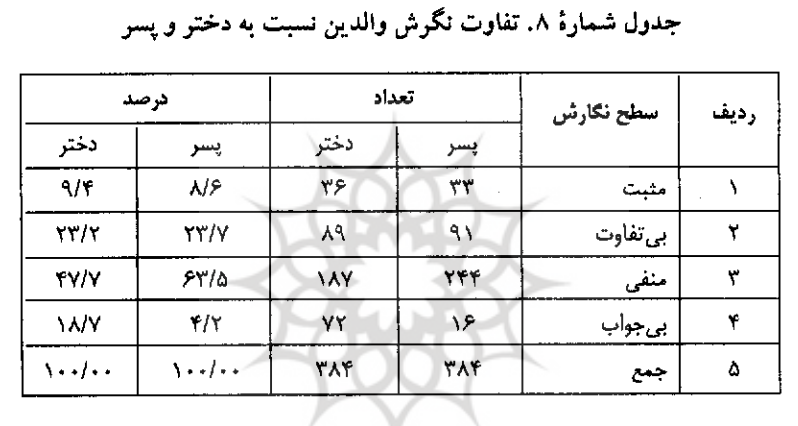 جدول شمارهٔ ۸. تفاوت نگرش والدین نسبت به دختر و پسر
ردیف سطح نگارش تعداد درصد
پسر دختر پسر دختر
۱ مثبت ۳۳ ۳۶ ۸/۶ ۹/۴
۲ بی‌تفاوت ۹۱ ۸۹ ۲۳/۷ ۲۳/۲
۳ منفی ۲۴۴ ۱۸۷ ۶۳/۵ ۴۷/۷
۴ بی‌جواب ۱۶ ۷۲ ۴/۲ ۱۸/۷
۵ جمع ۳۸۴ ۳۸۴ ۱۰۰/۰۰ ۱۰۰/۰۰